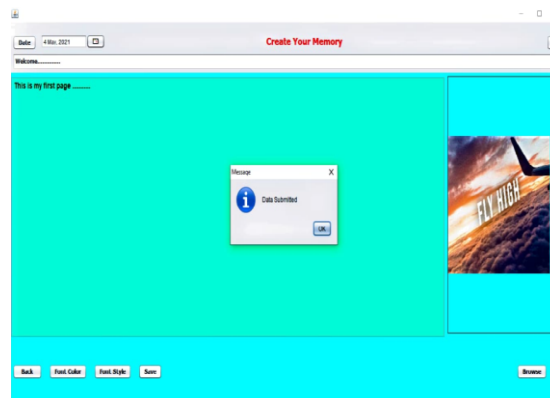 Date 4 Mar, 2021 Create Your Memory
Welcome..............
This is my first page ..........
Message X
Data Submitted
OK
FLY HIGH
Back Font Color Font Style Save Browse